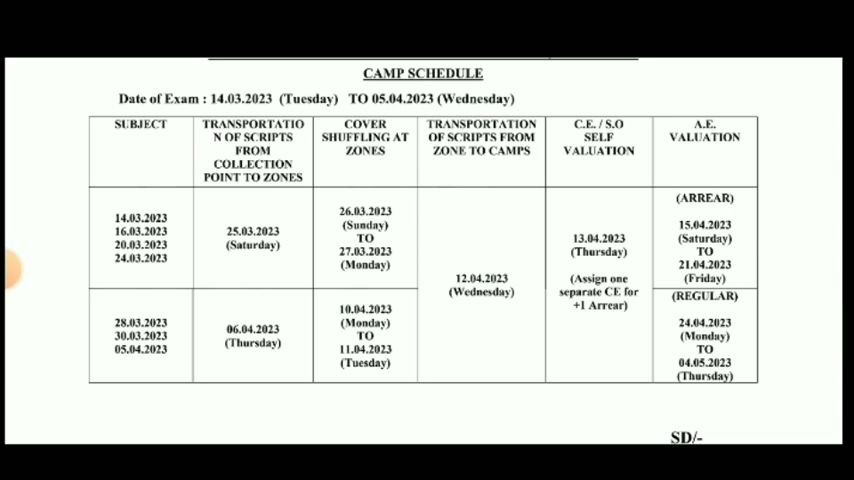 CAMP SCHEDULE
Date of Exam : 14.03.2023 (Tuesday) TO 05.04.2023 (Wednesday)
SUBJECT
TRANSPORTATIO
N OF SCRIPTS
FROM
COLLECTION
POINT TO ZONES
COVER
SHUFFLING AT
ZONES
TRANSPORTATION
OF SCRIPTS FROM
ZONE TO CAMPS
C.E. / S.O
SELF
VALUATION
A.E.
VALUATION
14.03.2023
16.03.2023
20.03.2023
24.03.2023
25.03.2023
(Saturday)
26.03.2023
(Sunday)
TO
27.03.2023
(Monday)
12.04.2023
(Wednesday)
13.04.2023
(Thursday)
(Assign one
separate CE for
+1 Arrear)
(ARREAR)
15.04.2023
(Saturday)
TO
21.04.2023
(Friday)
28.03.2023
30.03.2023
05.04.2023
06.04.2023
(Thursday)
10.04.2023
(Monday)
TO
11.04.2023
(Tuesday)
(REGULAR)
24.04.2023
(Monday)
TO
04.05.2023
(Thursday)
SD/-